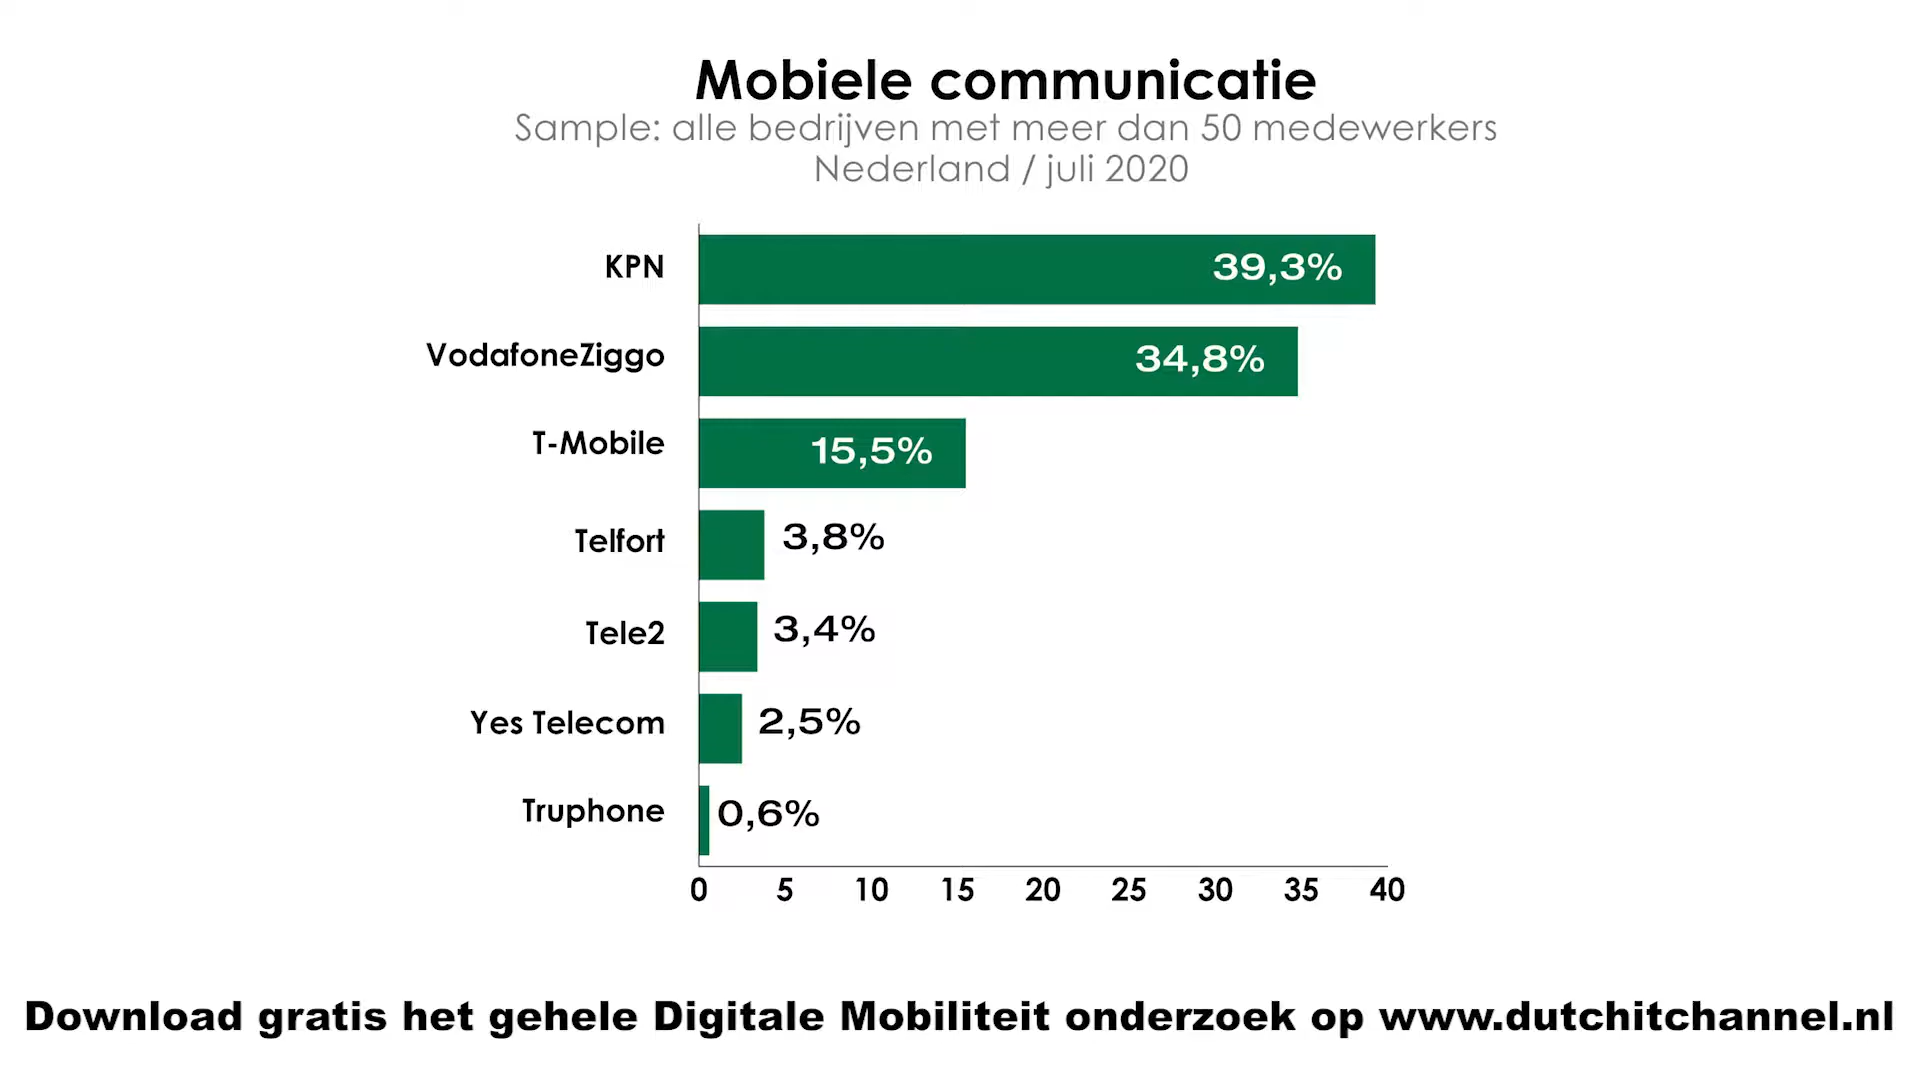 Mobiele communicatie
Sample: alle bedrijven met meer dan 50 medewerkers
Nederland / juli 2020
KPN 39,3%
VodafoneZiggo 34,8%
T-Mobile 15,5%
Telfort 3,8%
Tele2 3,4%
Yes Telecom 2,5%
Truphone 0,6%
0 5 10 15 20 25 30 35 40
Download gratis het gehele Digitale Mobiliteit onderzoek op www.dutchitchannel.nl